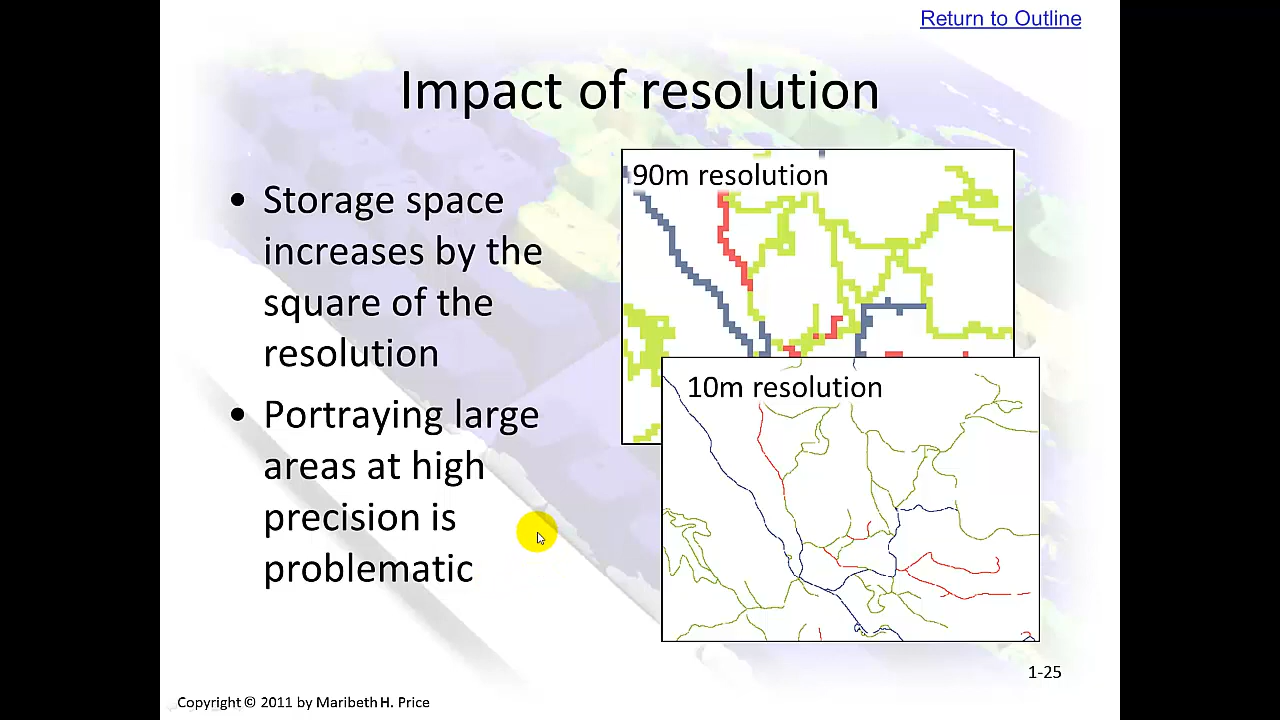 Return to Outline
Impact of resolution
• Storage space
increases by the
square of the
resolution
• Portraying large
areas at high
precision is
problematic
90m resolution
10m resolution
1-25
Copyright © 2011 by Maribeth H. Price